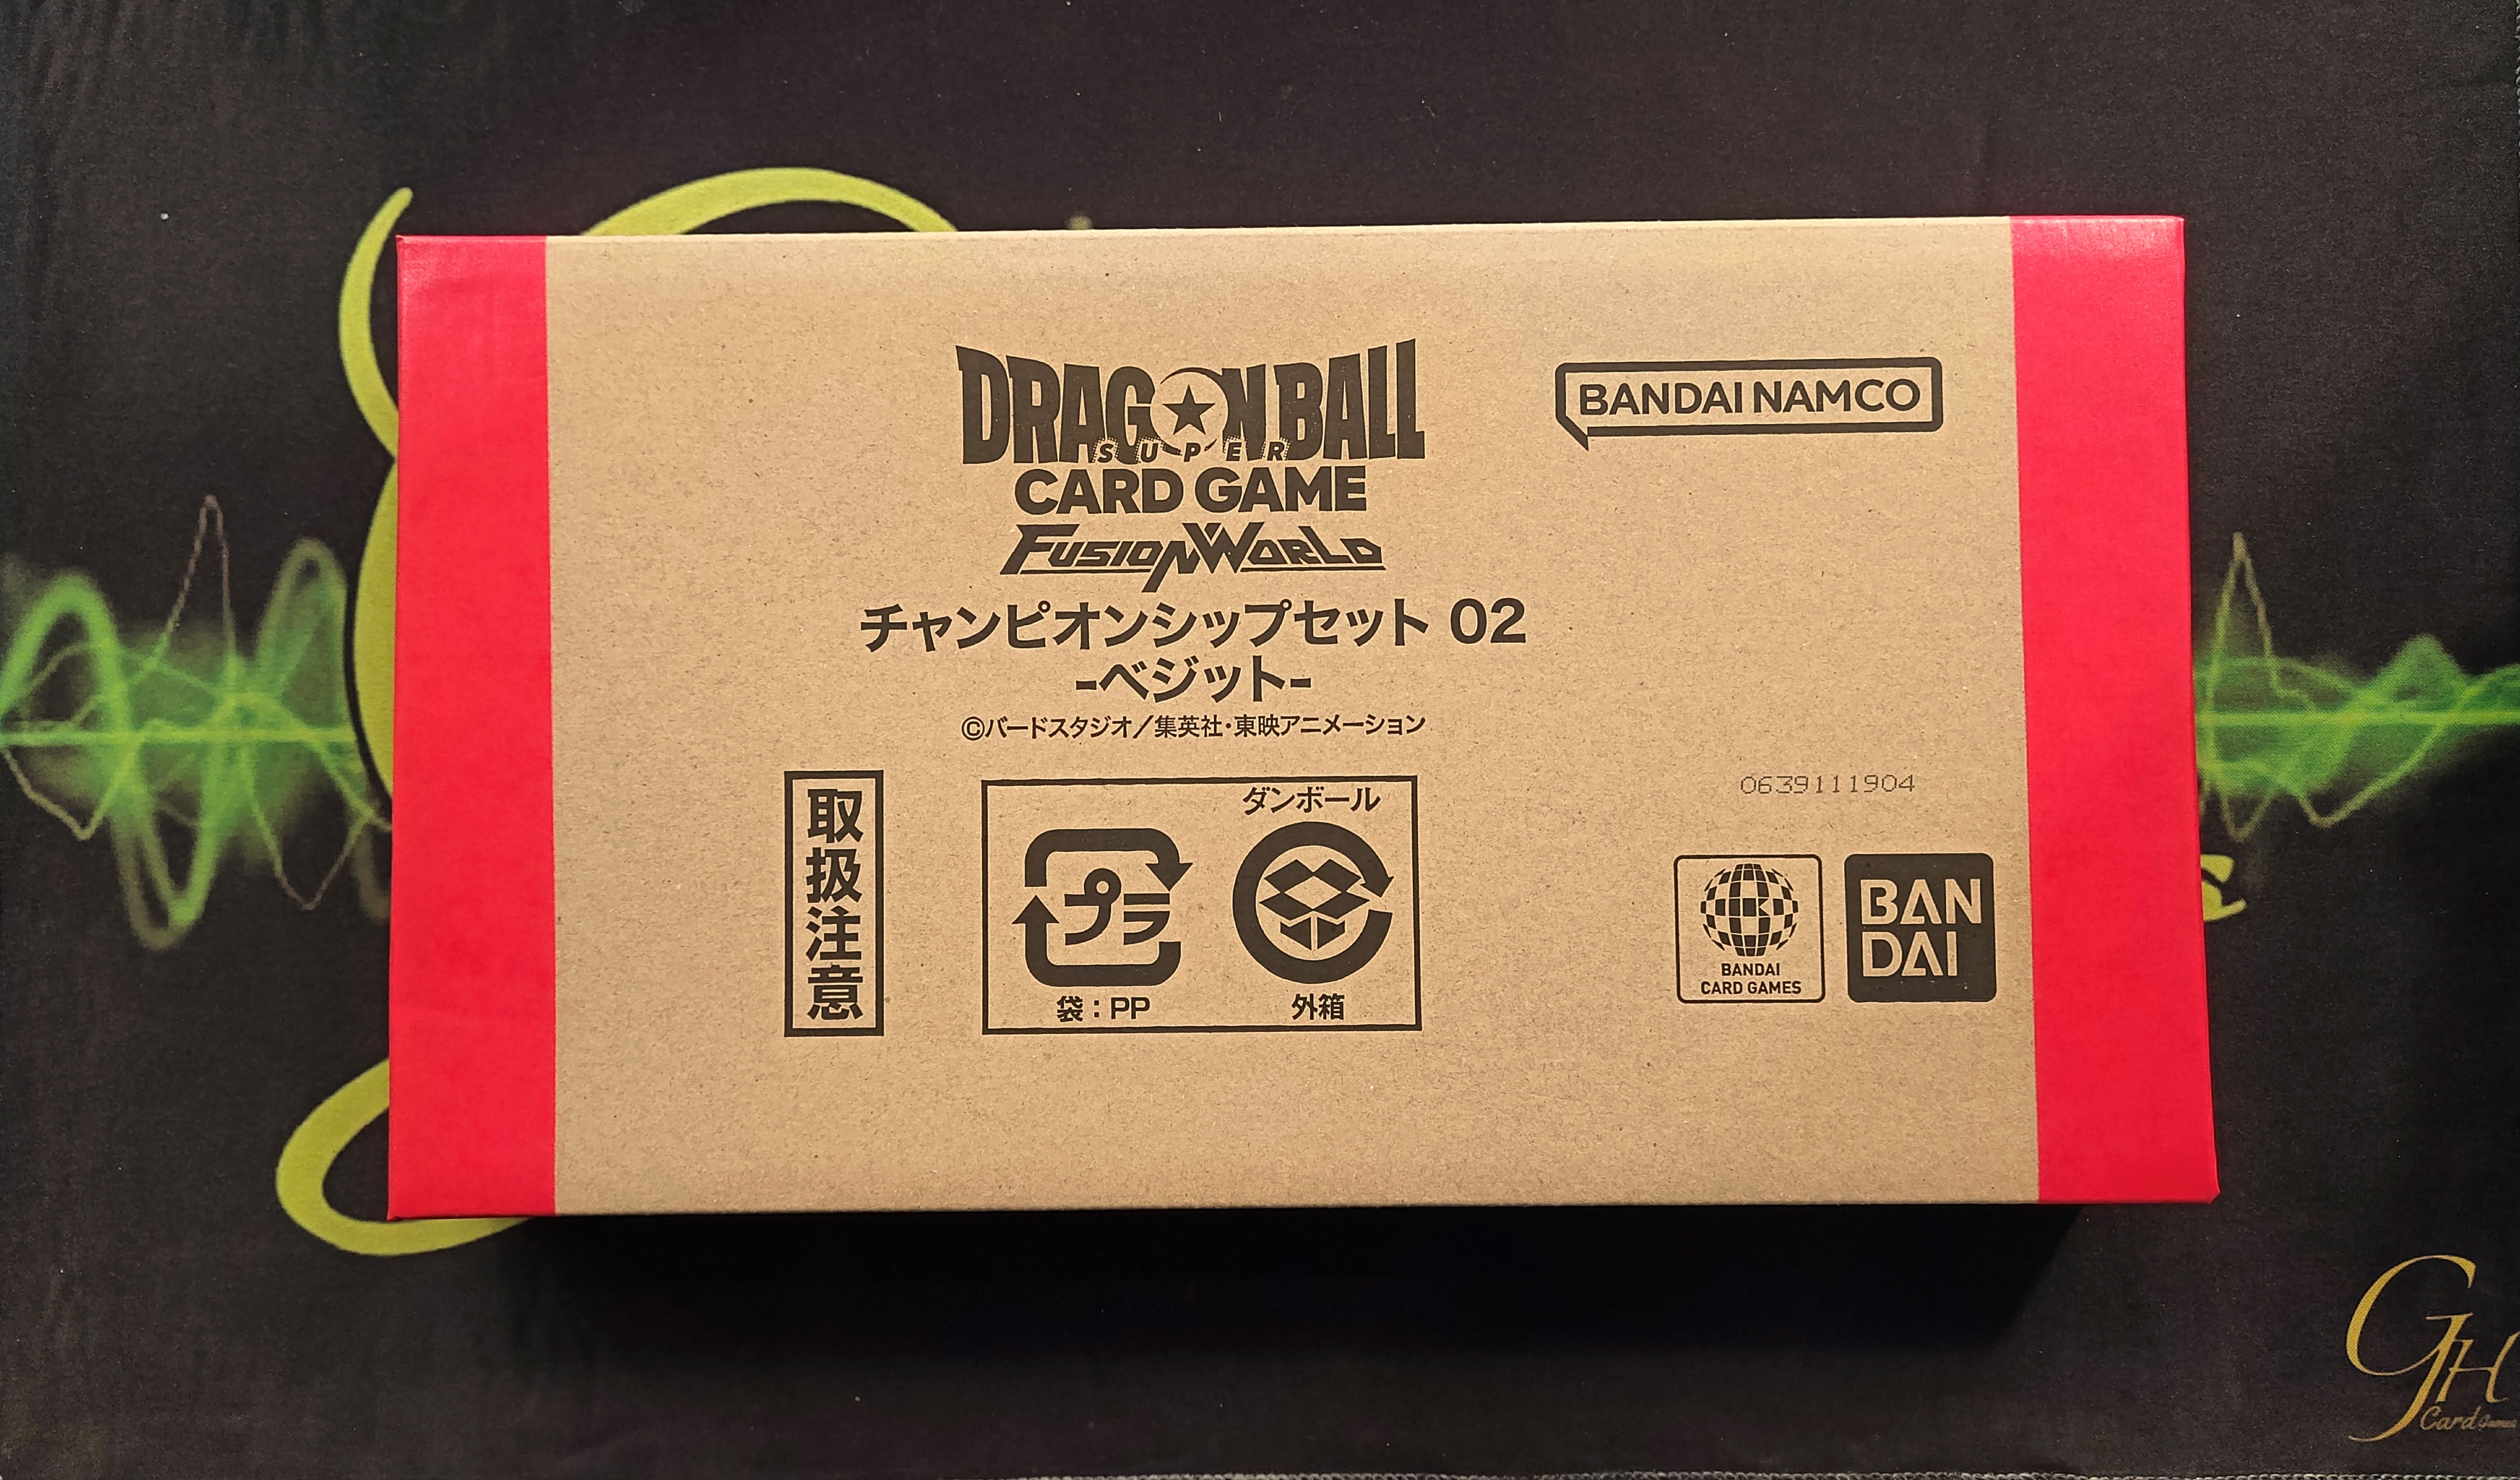 DRAGON BALL
SUPER
CARD GAME
FUSION WORLD
BANDAI NAMCO
チャンピオンシップセット 02
-ベジット-
©バードスタジオ/集英社・東映アニメーション
取扱注意
ダンボール
プラ
袋:PP
外箱
0639111904
BANDAI
CARD GAMES
BAN
DAI
GH
Card Games